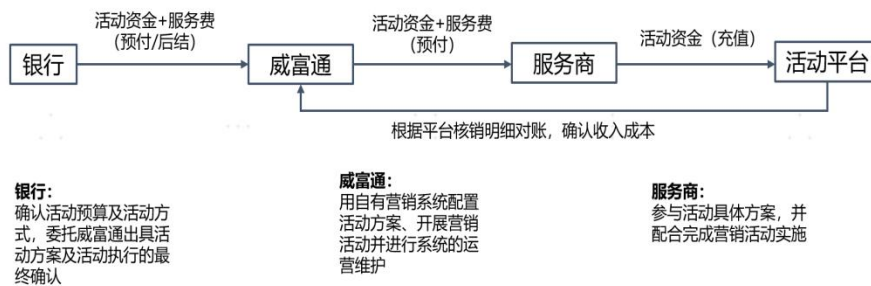 活动资金+服务费
(预付/后结)
活动资金+服务费
(预付)
活动资金（充值）
银行
威富通
服务商
活动平台
根据平台核销明细对账，确认收入成本
银行：
确认活动预算及活动方
式，委托威富通出具活
动方案及活动执行的最
终确认
威富通：
用自有营销系统配置
活动方案、开展营销
活动并进行系统的运
营维护
服务商：
参与活动具体方案，并
配合完成营销活动实施